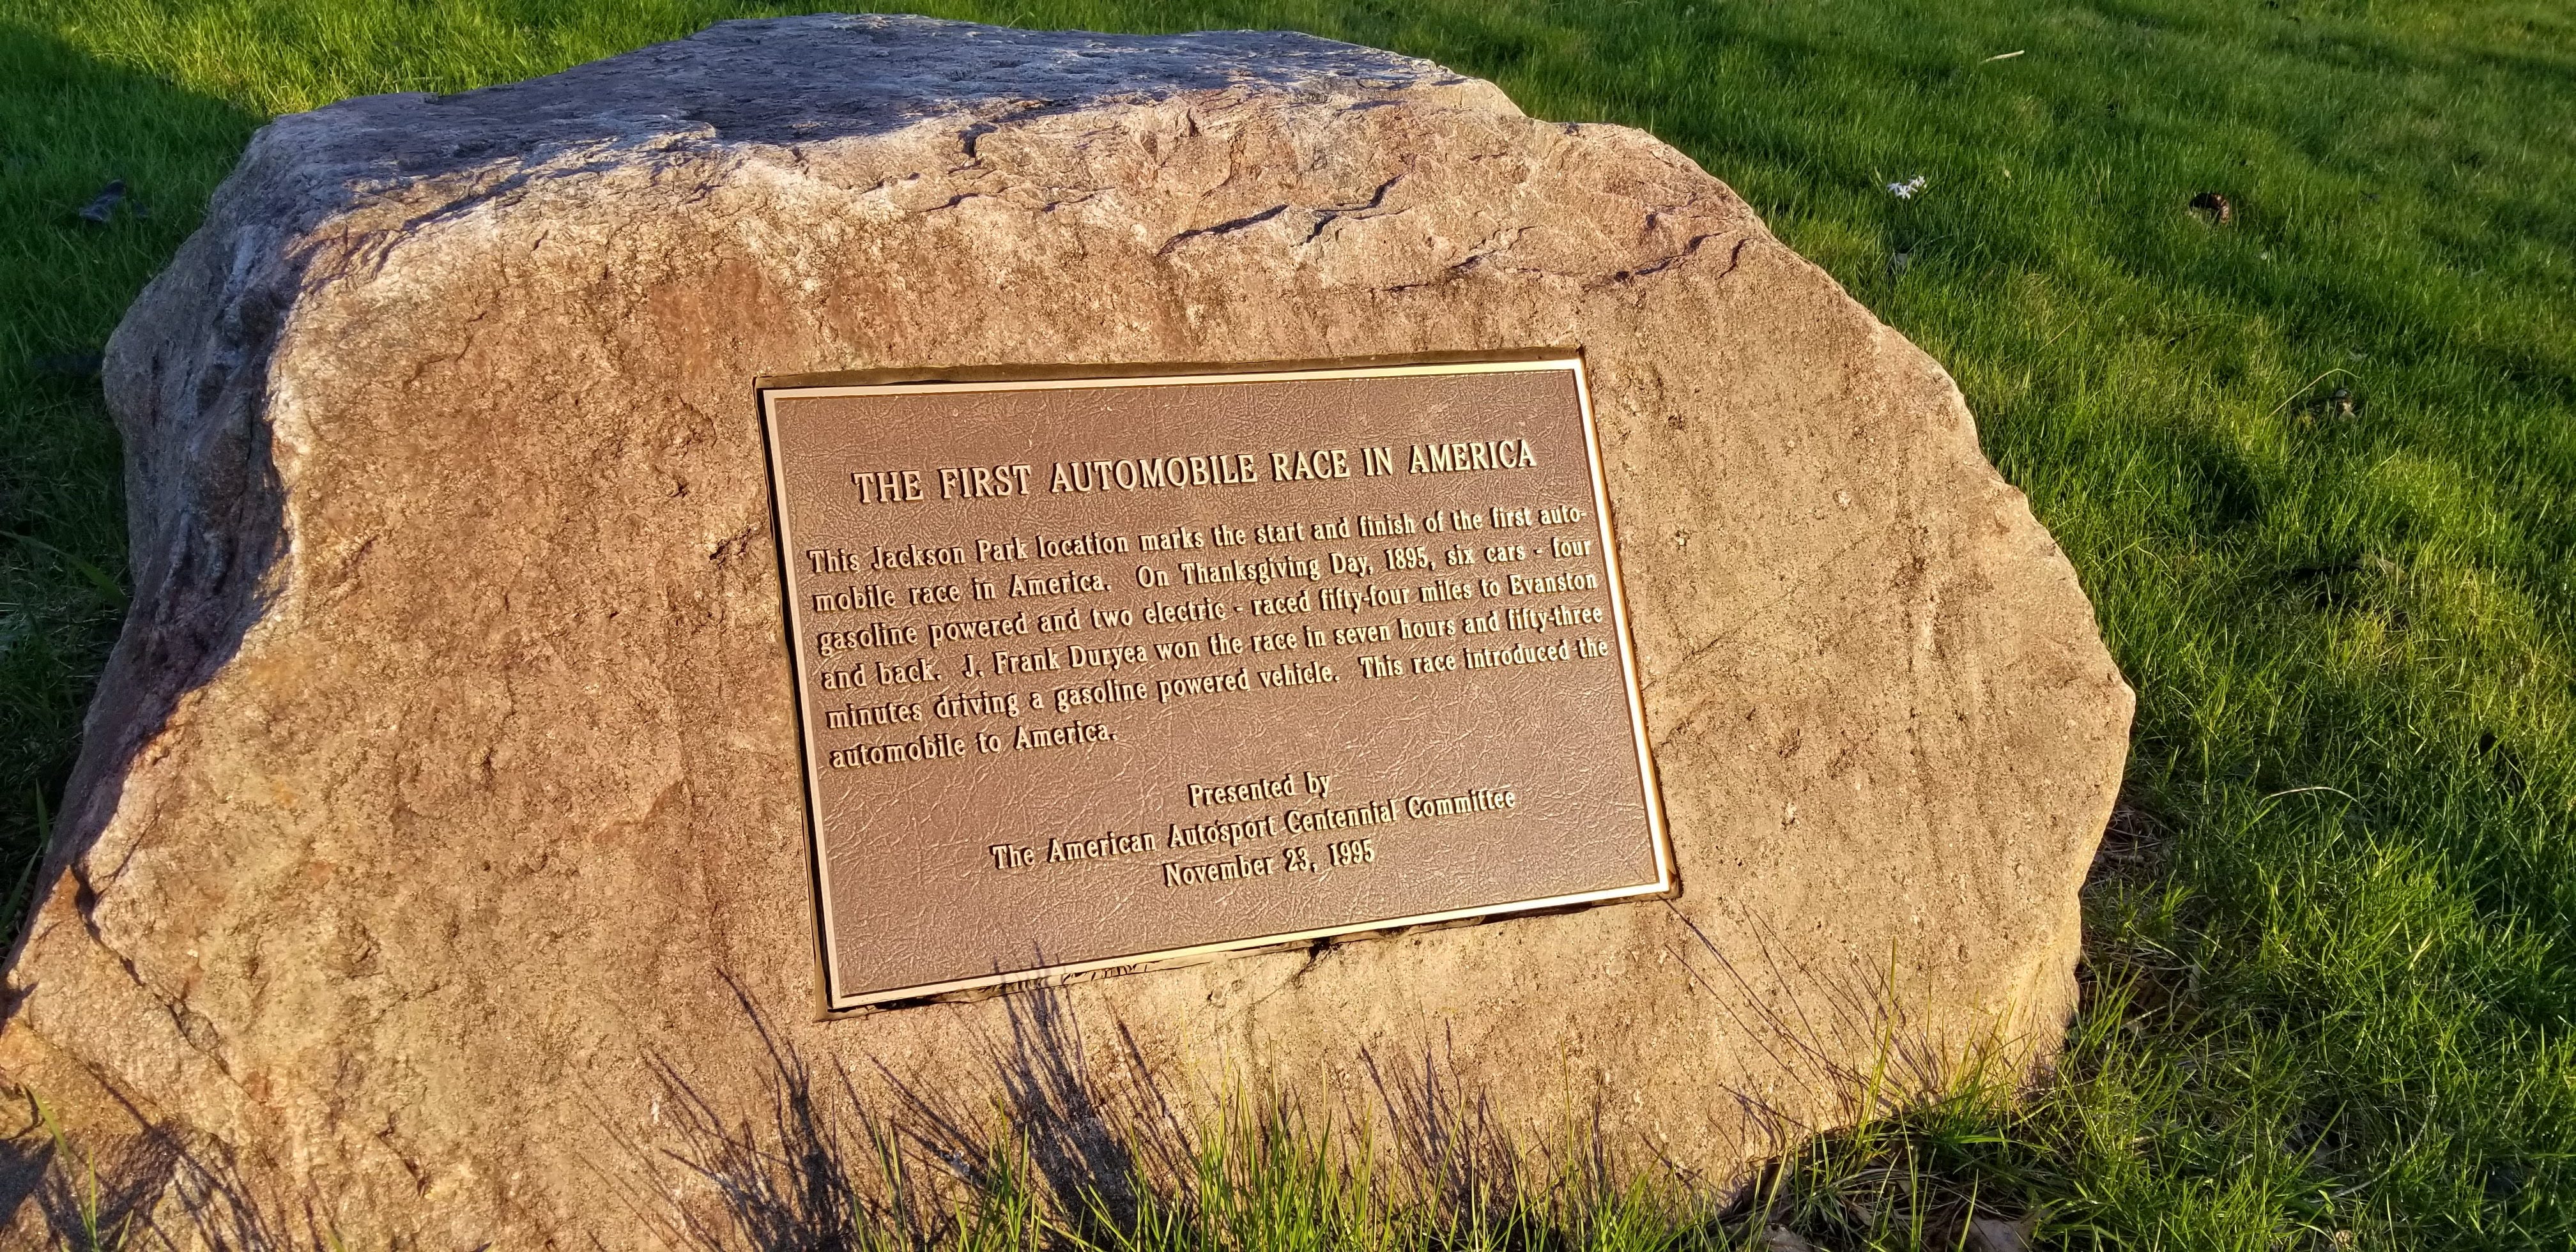 THE FIRST AUTOMOBILE RACE IN AMERICA
This Jackson Park location marks the start and finish of the first auto-
mobile race in America. On Thanksgiving Day, 1895, six cars - four
gasoline powered and two electric - raced fifty-four miles to Evanston
and back. J. Frank Duryea won the race in seven hours and fifty-three
minutes driving a gasoline powered vehicle. This race introduced the
automobile to America.
Presented by
The American Autosport Centennial Committee
November 23, 1995